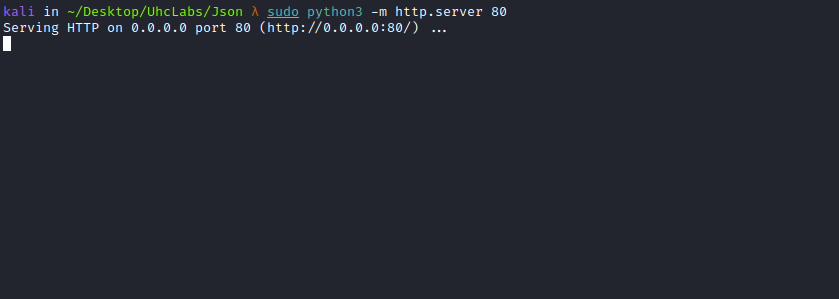 kali in ~/Desktop/UhcLabs/Json λ sudo python3 -m http.server 80
Serving HTTP on 0.0.0.0 port 80 (http://0.0.0.0:80/) ...